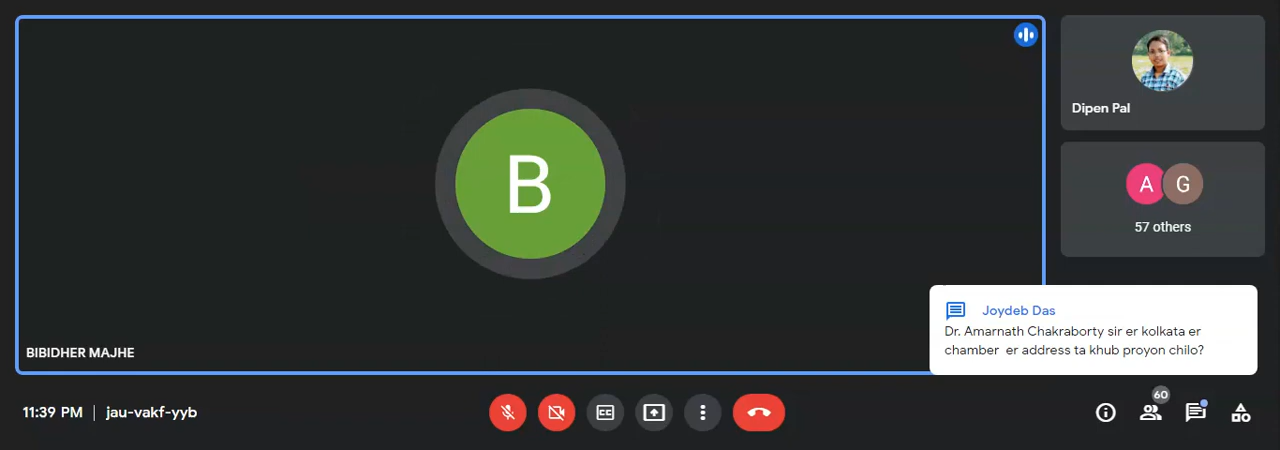 B
BIBIDHER MAJHE
Dipen Pal
A G
57 others
Joydeb Das
Dr. Amarnath Chakraborty sir er kolkata er
chamber er address ta khub proyon chilo?
11:39 PM | jau-vakf-yyb
CC
60